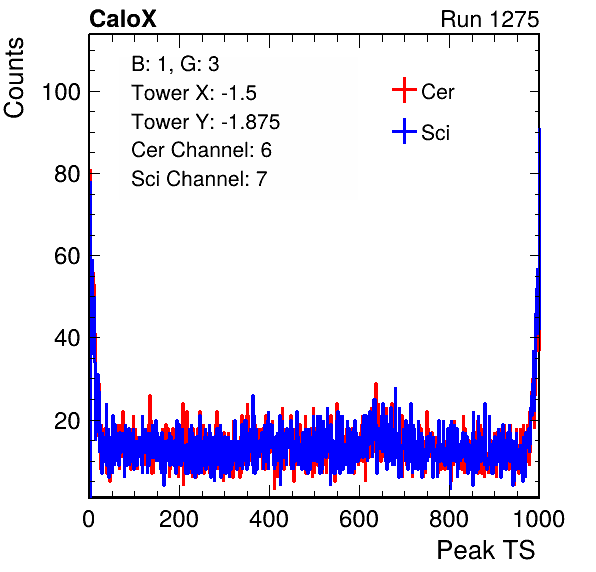 CaloX Run 1275
Counts
B: 1, G: 3
Tower X: -1.5
Tower Y: -1.875
Cer Channel: 6
Sci Channel: 7
Cer
Sci
100
80
60
40
20
0 200 400 600 800 1000
Peak TS